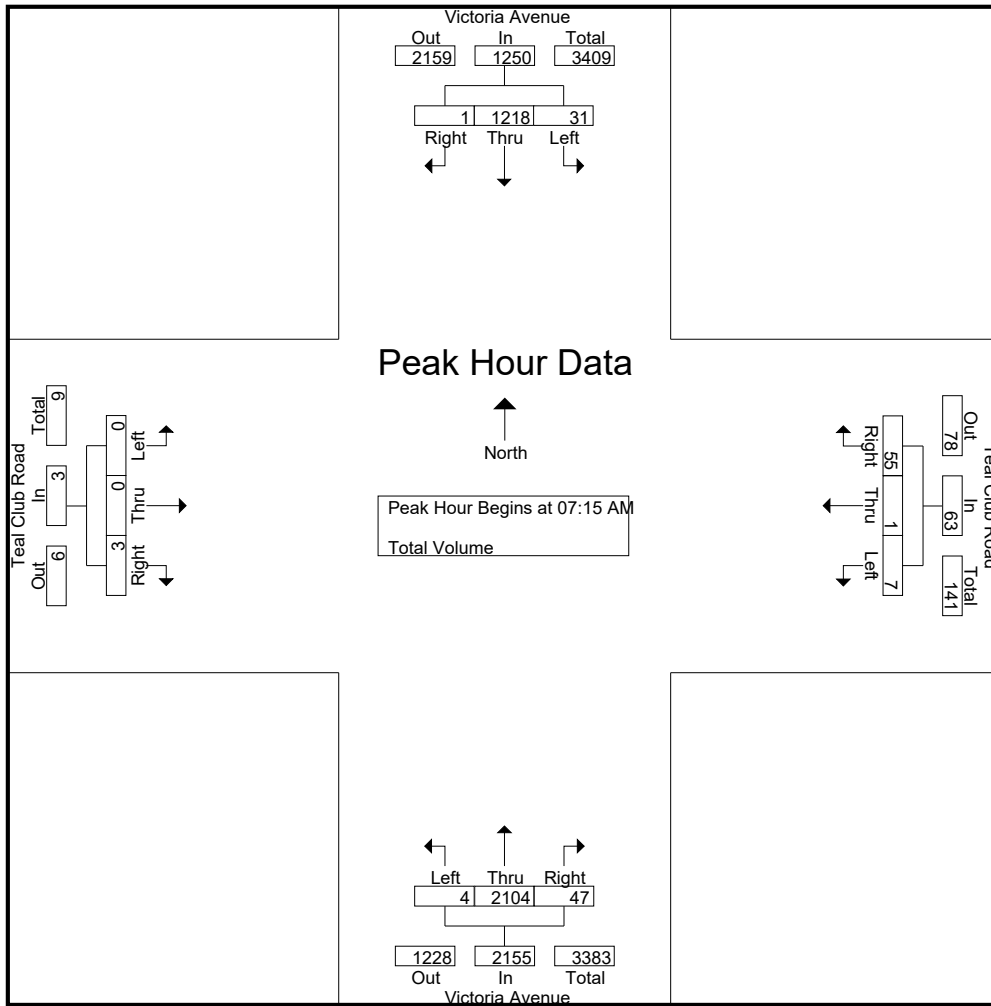 Victoria Avenue
Out In Total
2159 1250 3409
1 1218 31
Right Thru Left
Peak Hour Data
North
Peak Hour Begins at 07:15 AM
Total Volume
Teal Club Road
Out In Total
6 3 9
Right Thru Left
3 0 0
Teal Club Road
Out In Total
78 63 141
55 1 7
Right Thru Left
Left Thru Right
4 2104 47
1228 2155 3383
Out In Total
Victoria Avenue